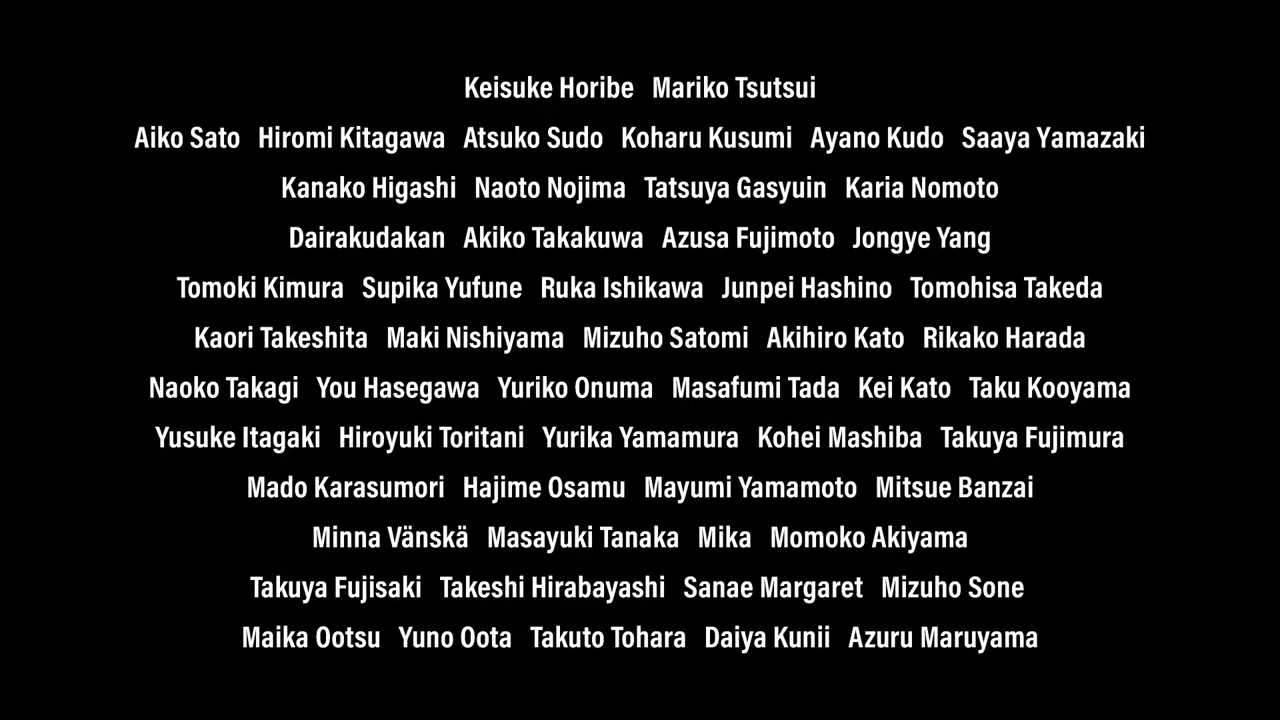 Keisuke Horibe Mariko Tsutsui
Aiko Sato Hiromi Kitagawa Atsuko Sudo Koharu Kusumi Ayano Kudo Saaya Yamazaki
Kanako Higashi Naoto Nojima Tatsuya Gasyuin Karia Nomoto
Dairakudakan Akiko Takakuwa Azusa Fujimoto Jongye Yang
Tomoki Kimura Supika Yufune Ruka Ishikawa Junpei Hashino Tomohisa Takeda
Kaori Takeshita Maki Nishiyama Mizuho Satomi Akihiro Kato Rikako Harada
Naoko Takagi You Hasegawa Yuriko Onuma Masafumi Tada Kei Kato Taku Kooyama
Yusuke Itagaki Hiroyuki Toritani Yurika Yamamura Kohei Mashiba Takuya Fujimura
Mado Karasumori Hajime Osamu Mayumi Yamamoto Mitsue Banzai
Minna Vänskä Masayuki Tanaka Mika Momoko Akiyama
Takuya Fujisaki Takeshi Hirabayashi Sanae Margaret Mizuho Sone
Maika Ootsu Yuno Oota Takuto Tohara Daiya Kunii Azuru Maruyama